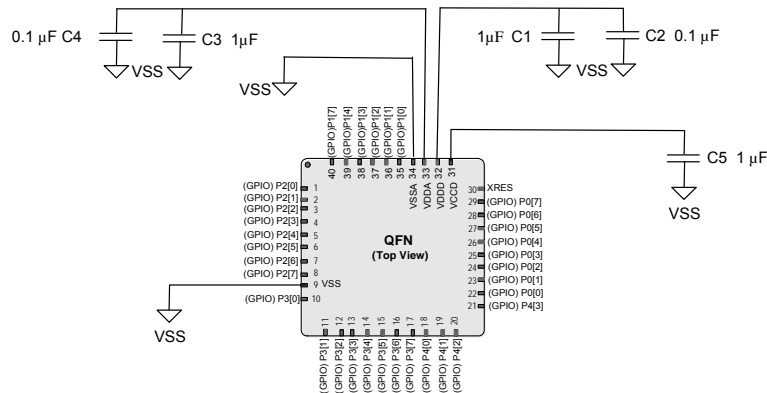 0.1 µF C4
C3 1µF
1µF C1
C2 0.1 µF
VSS
VSS
VSS
VSS
VSS
(GPIO)P1[7]
(GPIO)P1[4]
(GPIO)P1[3]
(GPIO)P1[2]
(GPIO)P1[1]
(GPIO)P1[0]
40
39
38
37
36
35
34
33
32
31
VSSA
VDDA
VDDD
VCCD
C5 1 µF
VSS
(GPIO) P2[0] 1
(GPIO) P2[1] 2
(GPIO) P2[2] 3
(GPIO) P2[3] 4
(GPIO) P2[4] 5
(GPIO) P2[5] 6
(GPIO) P2[6] 7
(GPIO) P2[7] 8
9 VSS
(GPIO) P3[0] 10
QFN
(Top View)
30 XRES
29 (GPIO) P0[7]
28 (GPIO) P0[6]
27 (GPIO) P0[5]
26 (GPIO) P0[4]
25 (GPIO) P0[3]
24 (GPIO) P0[2]
23 (GPIO) P0[1]
22 (GPIO) P0[0]
21 (GPIO) P4[3]
11
12
13
14
15
16
17
18
19
20
(GPIO) P3[1]
(GPIO) P3[2]
(GPIO) P3[3]
(GPIO) P3[4]
(GPIO) P3[5]
(GPIO) P3[6]
(GPIO) P3[7]
(GPIO) P4[0]
(GPIO) P4[1]
(GPIO) P4[2]